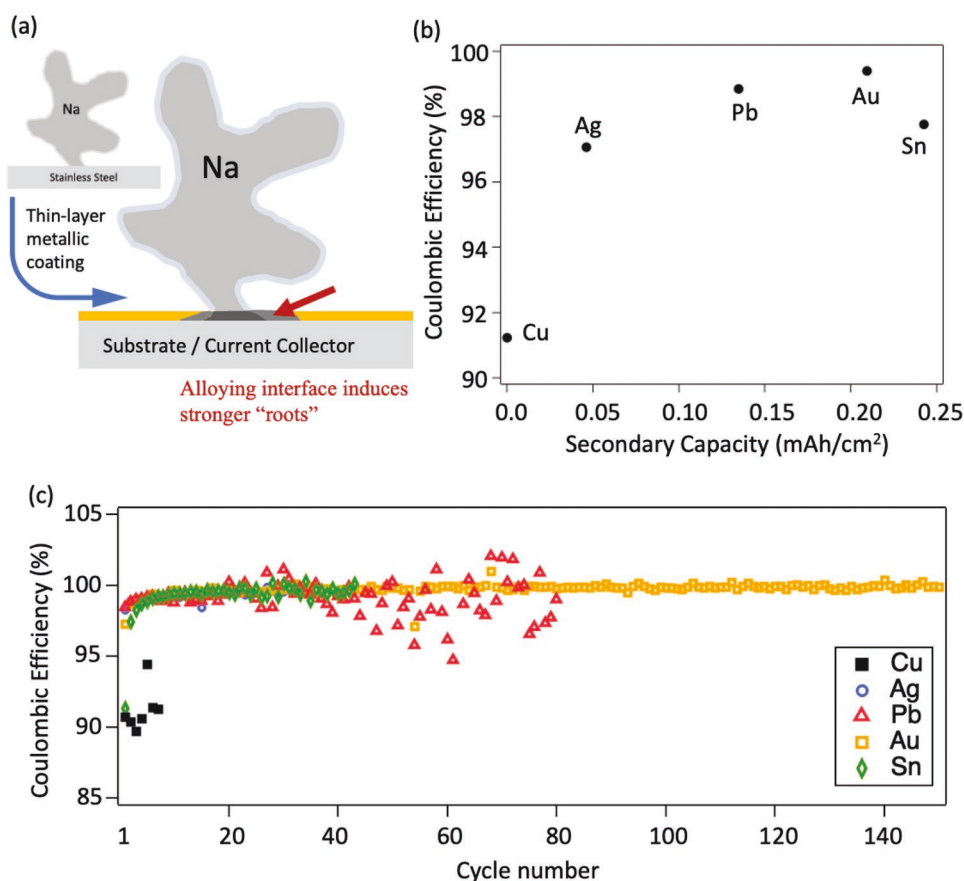 (a)
Na
Stainless Steel
Thin-layer
metallic
coating
Na
Substrate / Current Collector
Alloying interface induces
stronger “roots”
(b)
Coulombic Efficiency (%)
100
98
96
94
92
90
Cu
Ag
Pb
Au
Sn
0.0 0.05 0.10 0.15 0.20 0.25
Secondary Capacity (mAh/cm²)
(c)
Coulombic Efficiency (%)
105
100
95
90
85
Cu
Ag
Pb
Au
Sn
1 20 40 60 80 100 120 140
Cycle number